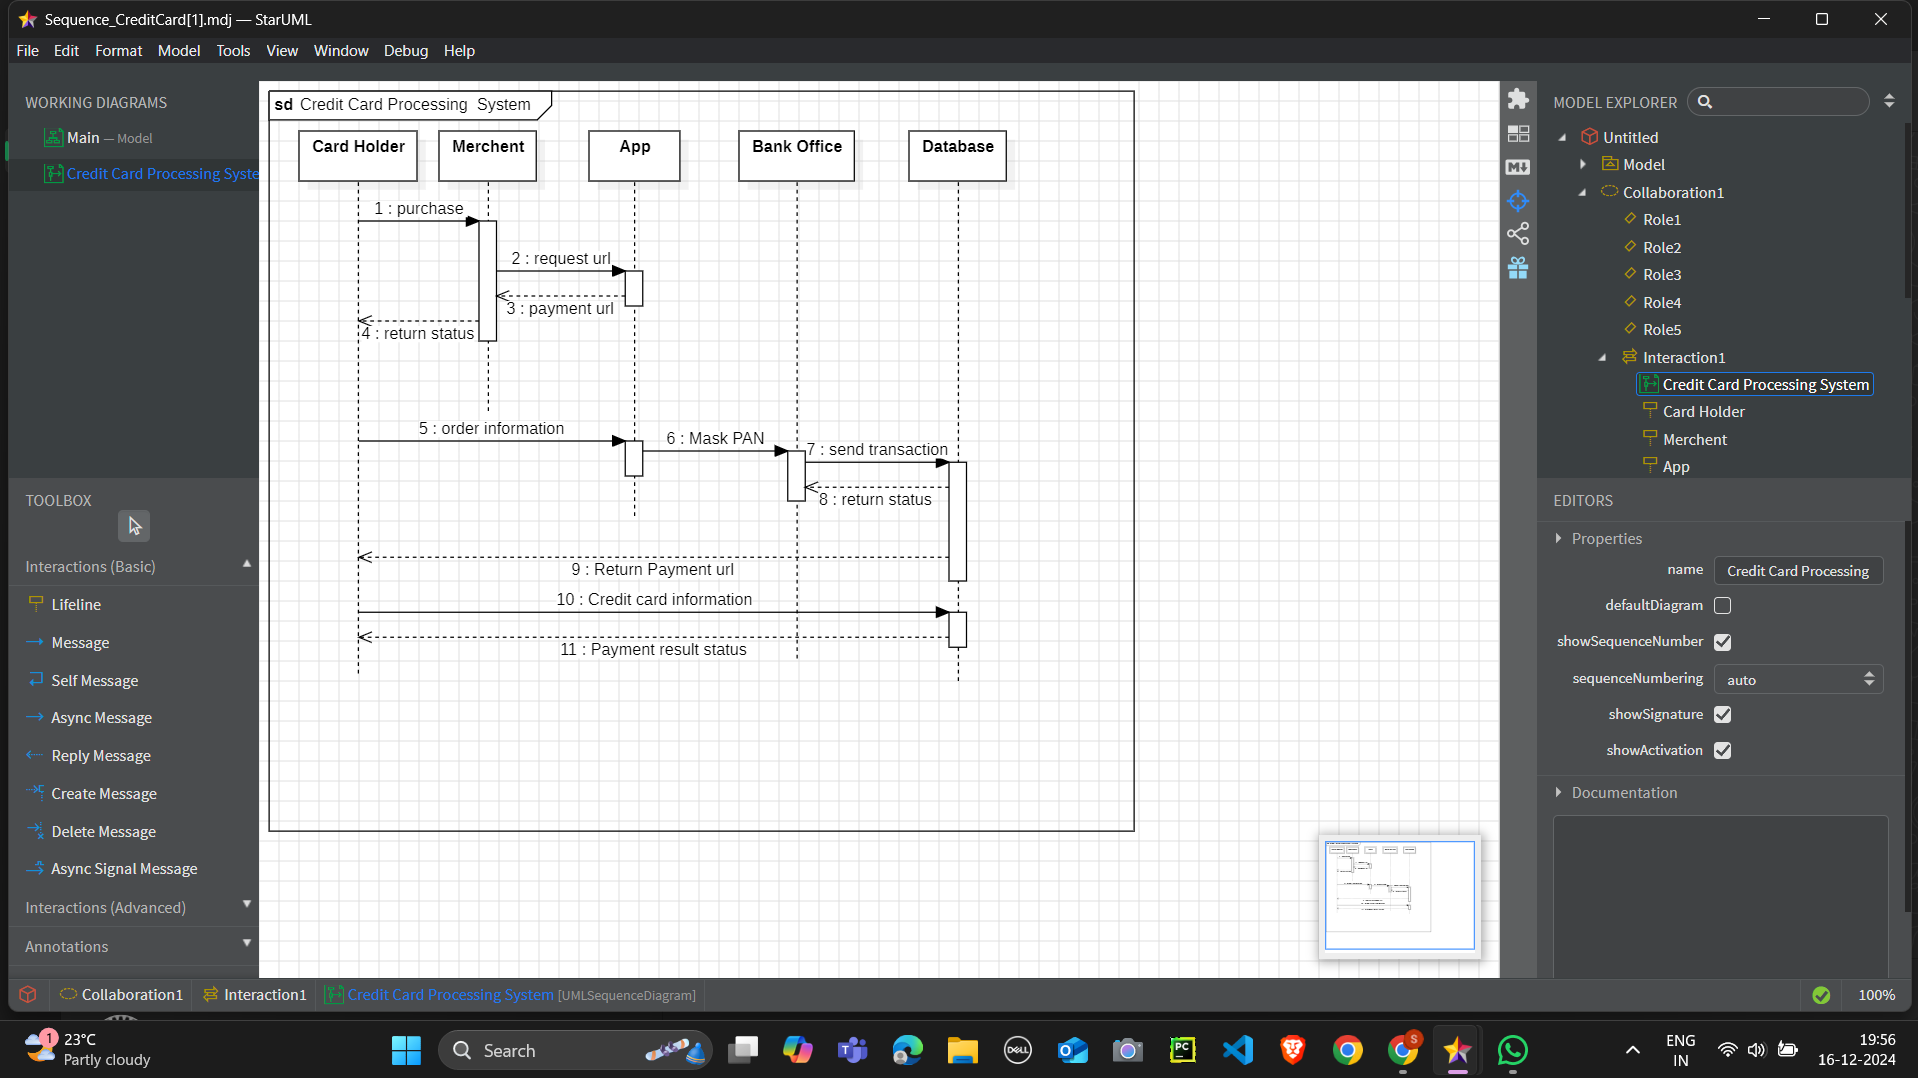 Sequence_CreditCard[1].mdj — StarUML
File Edit Format Model Tools View Window Debug Help
WORKING DIAGRAMS
Main — Model
Credit Card Processing Syste
TOOLBOX
Interactions (Basic)
Lifeline
Message
Self Message
Async Message
Reply Message
Create Message
Delete Message
Async Signal Message
Interactions (Advanced)
Annotations
sd Credit Card Processing System
Card Holder
Merchent
App
Bank Office
Database
1 : purchase
2 : request url
3 : payment url
4 : return status
5 : order information
6 : Mask PAN
7 : send transaction
8 : return status
9 : Return Payment url
10 : Credit card information
11 : Payment result status
MODEL EXPLORER
Untitled
Model
Collaboration1
Role1
Role2
Role3
Role4
Role5
Interaction1
Credit Card Processing System
Card Holder
Merchent
App
EDITORS
Properties
name Credit Card Processing
defaultDiagram
showSequenceNumber
sequenceNumbering auto
showSignature
showActivation
Documentation
Collaboration1 Interaction1 Credit Card Processing System [UMLSequenceDiagram]
100%
1
23°C
Partly cloudy
Search
DELL
PC
S
ENG
IN
19:56
16-12-2024